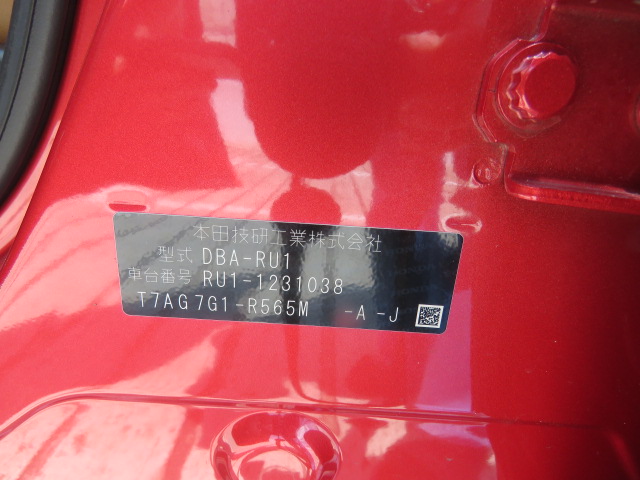 本田技研工業株式会社
型式 DBA-RU1
車台番号 RU1-1231038
T7AG7G1-R565M -A -J